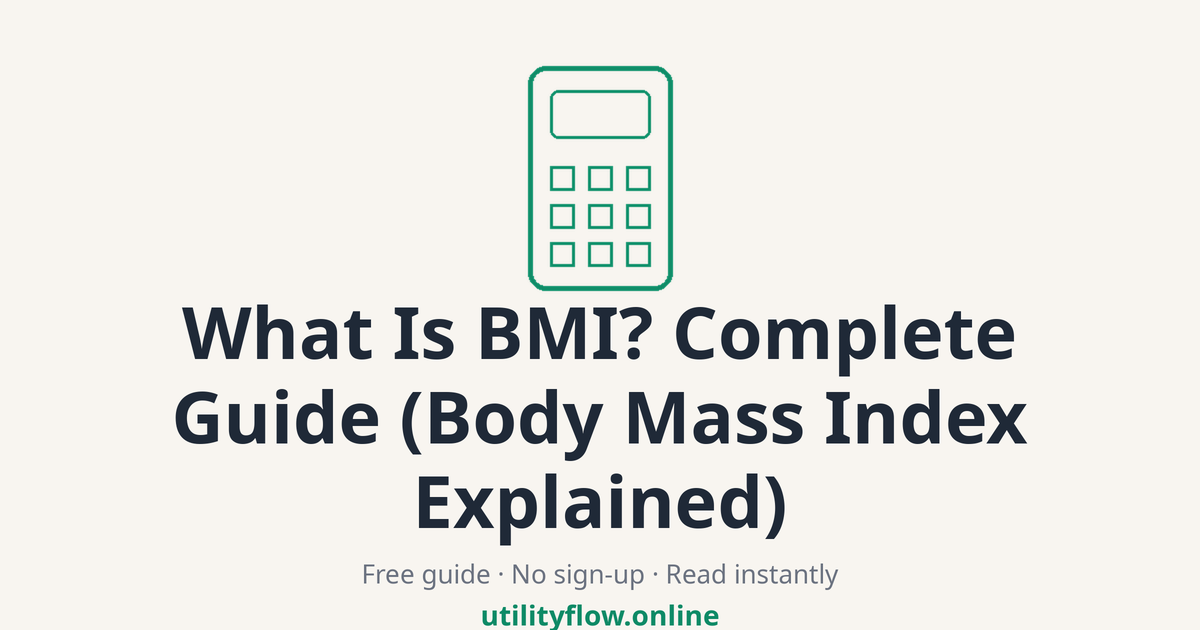 What Is BMI? Complete
Guide (Body Mass Index
Explained)
Free guide · No sign-up · Read instantly
utilityflow.online